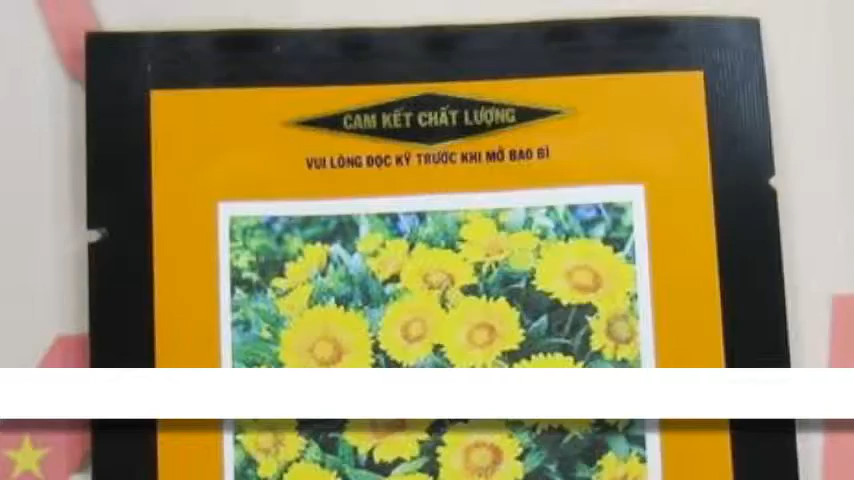 CAM KẾT CHẤT LƯỢNG
VUI LÒNG ĐỌC KỸ TRƯỚC KHI MỞ BAO BÌ